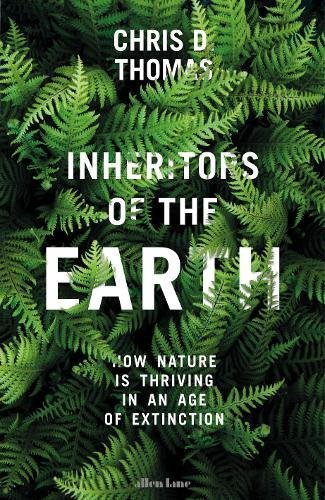 CHRIS D.
THOMAS
INHERITORS
OF THE
EARTH
HOW NATURE
IS THRIVING
IN AN AGE
OF EXTINCTION
allen lane